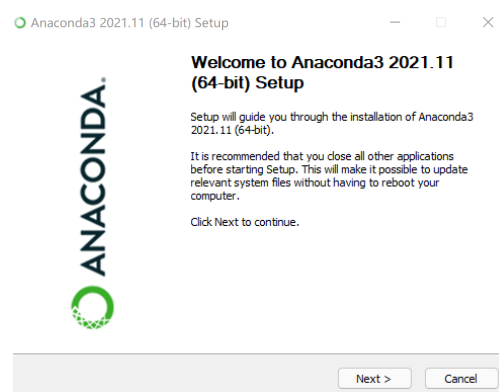 Anaconda3 2021.11 (64-bit) Setup
ANACONDA.
Welcome to Anaconda3 2021.11
(64-bit) Setup
Setup will guide you through the installation of Anaconda3
2021.11 (64-bit).
It is recommended that you close all other applications
before starting Setup. This will make it possible to update
relevant system files without having to reboot your
computer.
Click Next to continue.
Next >
Cancel